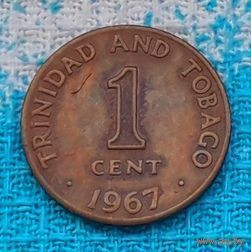 TRINIDAD AND TOBAGO
1
CENT
· 1967 ·